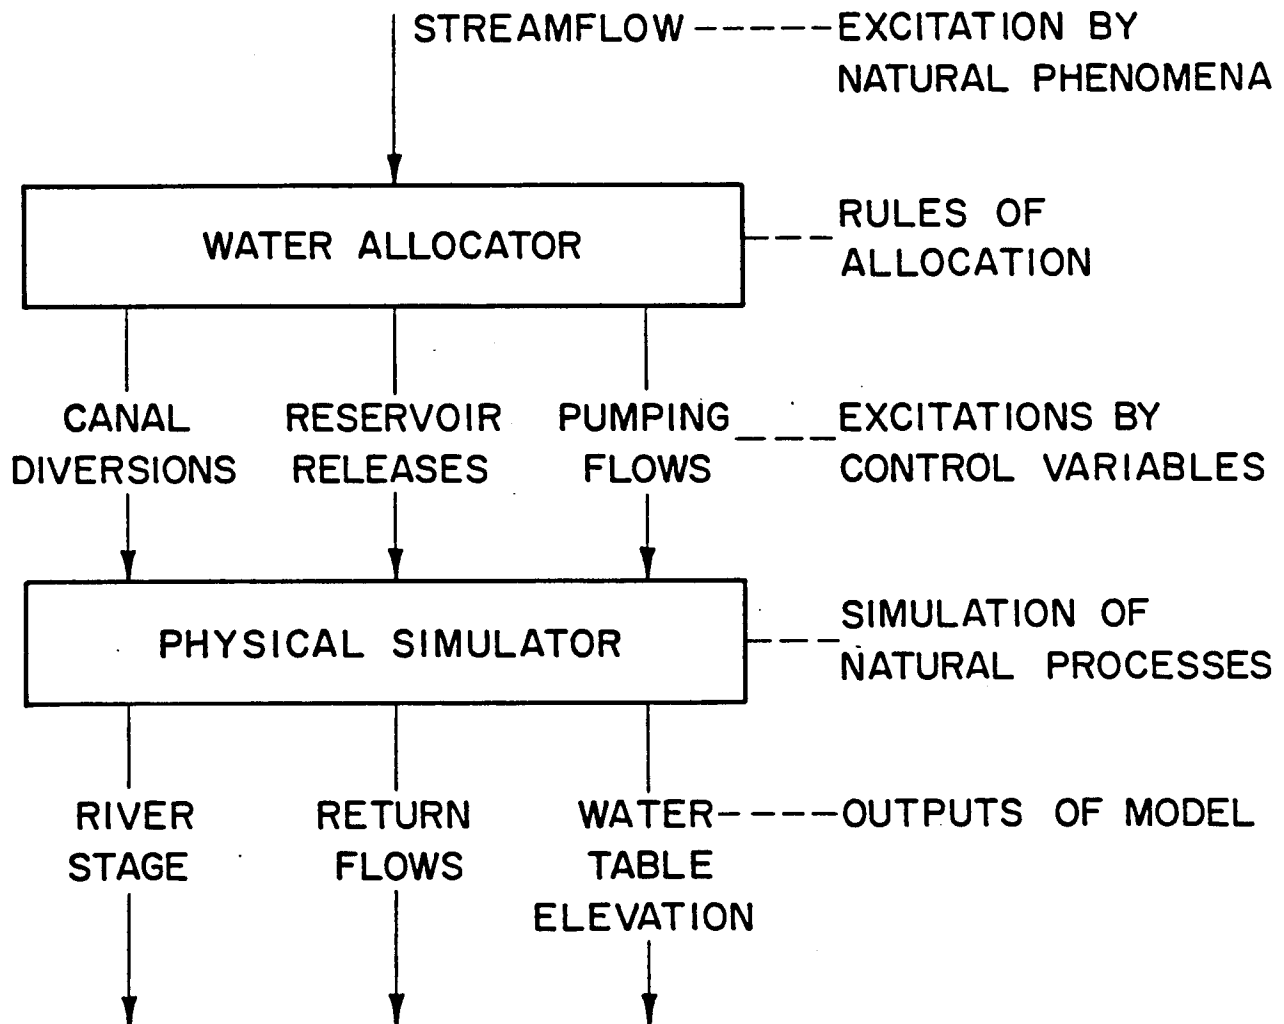 STREAMFLOW
EXCITATION BY
NATURAL PHENOMENA
WATER ALLOCATOR
RULES OF
ALLOCATION
CANAL
DIVERSIONS
RESERVOIR
RELEASES
PUMPING
FLOWS
EXCITATIONS BY
CONTROL VARIABLES
PHYSICAL SIMULATOR
SIMULATION OF
NATURAL PROCESSES
RIVER
STAGE
RETURN
FLOWS
WATER
TABLE
ELEVATION
OUTPUTS OF MODEL